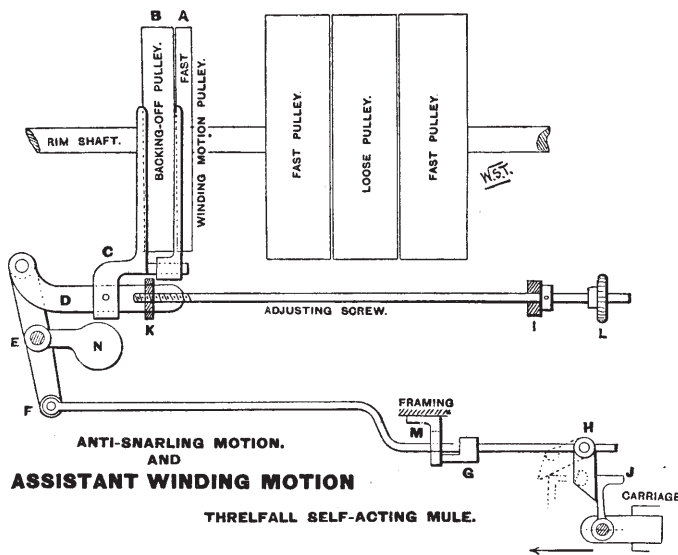 B A
BACKING-OFF PULLEY.
FAST
WINDING MOTION PULLEY.
FAST PULLEY.
LOOSE PULLEY.
FAST PULLEY.
RIM SHAFT.
W.S.T.
C
D
K
ADJUSTING SCREW.
I
L
E
N
F
FRAMING
M
G
H
J
CARRIAGE
ANTI-SNARLING MOTION.
AND
ASSISTANT WINDING MOTION
THRELFALL SELF-ACTING MULE.